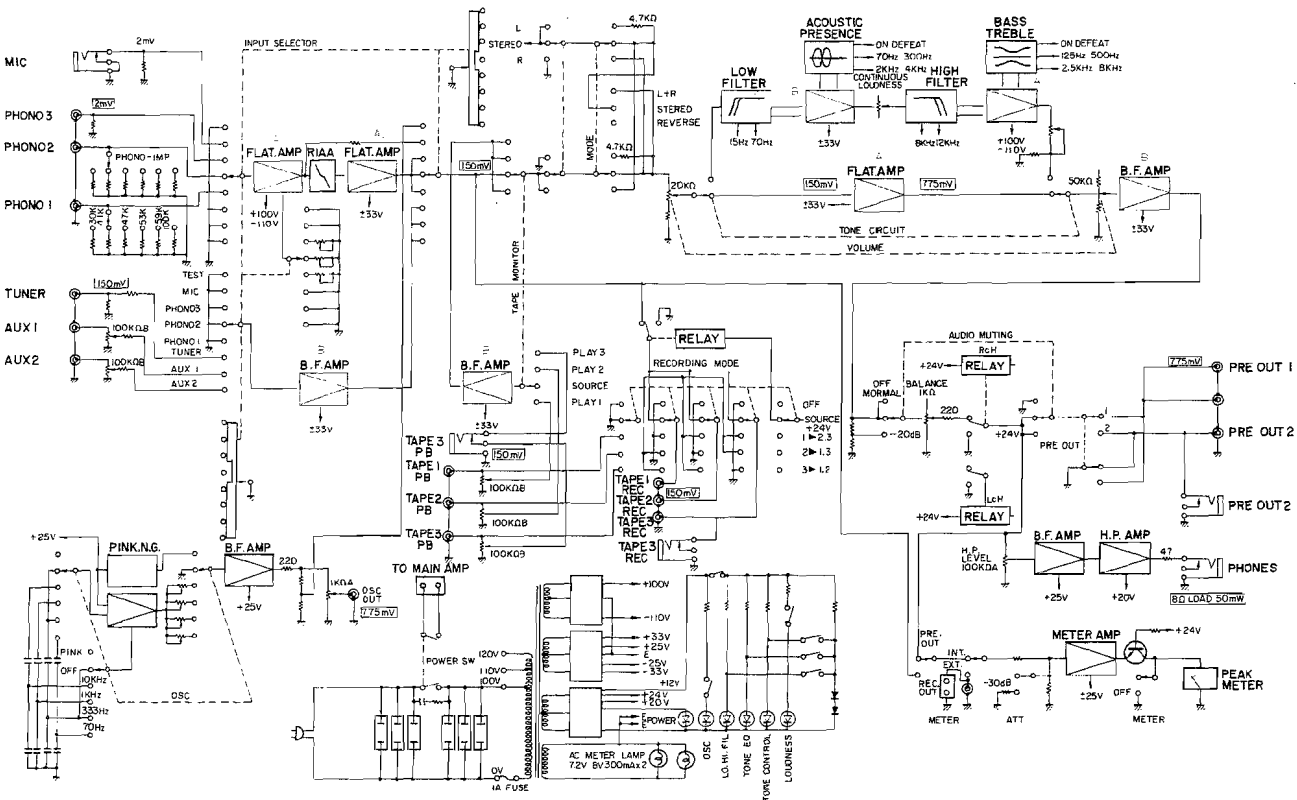 MIC
2mV
PHONO 3
2mV
PHONO 2
PHONO-IMP
PHONO 1
30K
47K
53K
59K
100K
TUNER
150mV
AUX 1
100KΩB
AUX 2
100KΩB
INPUT SELECTOR
FLAT.AMP
RIAA
FLAT.AMP
+100V
-110V
±33V
TEST
MIC
PHONO3
PHONO2
PHONO 1
TUNER
AUX 1
AUX 2
B.F. AMP
±33V
L
STEREO
R
4.7KΩ
L+R
STEREO
REVERSE
4.7KΩ
MODE
150mV
TAPE MONITOR
B.F. AMP
±33V
PLAY 3
PLAY 2
SOURCE
PLAY 1
LOW
FILTER
15Hz 70Hz
ACOUSTIC
PRESENCE
ON DEFEAT
70Hz 300Hz
2KHz 4KHz
±33V
CONTINUOUS
LOUDNESS
HIGH
FILTER
8KHz 12KHz
BASS
TREBLE
ON DEFEAT
125Hz 500Hz
2.5KHz 8KHz
+100V
-110V
20KΩ
150mV
FLAT.AMP
775mV
±33V
TONE CIRCUIT
VOLUME
50KΩ
B
B.F. AMP
±33V
RELAY
RECORDING MODE
OFF
SOURCE
+24V
1▶2.3
2▶1.3
3▶1.2
TAPE 3
PB
150mV
TAPE 1
PB
100KΩB
TAPE2
PB
100KΩB
TAPE3
PB
100KΩB
TAPE1
REC
150mV
TAPE2
REC
TAPE3
REC
TAPE3
REC
AUDIO MUTING
RcH
+24V
RELAY
OFF
NORMAL
BALANCE
1KΩ
22Ω
-20dB
+24V
PRE OUT
1
2
LcH
+24V
RELAY
775mV
PRE OUT 1
PRE OUT 2
PRE OUT 2
H.P.
LEVEL
100KΩA
B.F. AMP
+25V
H.P. AMP
+20V
47
PHONES
8Ω LOAD 50mW
+25V
PINK.N.G.
B.F. AMP
+25V
22Ω
1KΩA
OSC
OUT
775mV
PINK
OFF
10KHz
1KHz
333Hz
70Hz
OSC
TO MAIN AMP
POWER SW
120V
110V
100V
0V
1A FUSE
+100V
-110V
+33V
+25V
E
-25V
-33V
+12V
+24V
+20V
E
E
POWER
AC METER LAMP
7.2V 8V300mAx2
OSC
LO.HI.FIL
TONE EQ
TONE CONTROL
LOUDNESS
PRE.
OUT
INT.
EXT.
REC.
OUT
METER
-30dB
ATT
METER AMP
±25V
+24V
OFF
METER
PEAK
METER